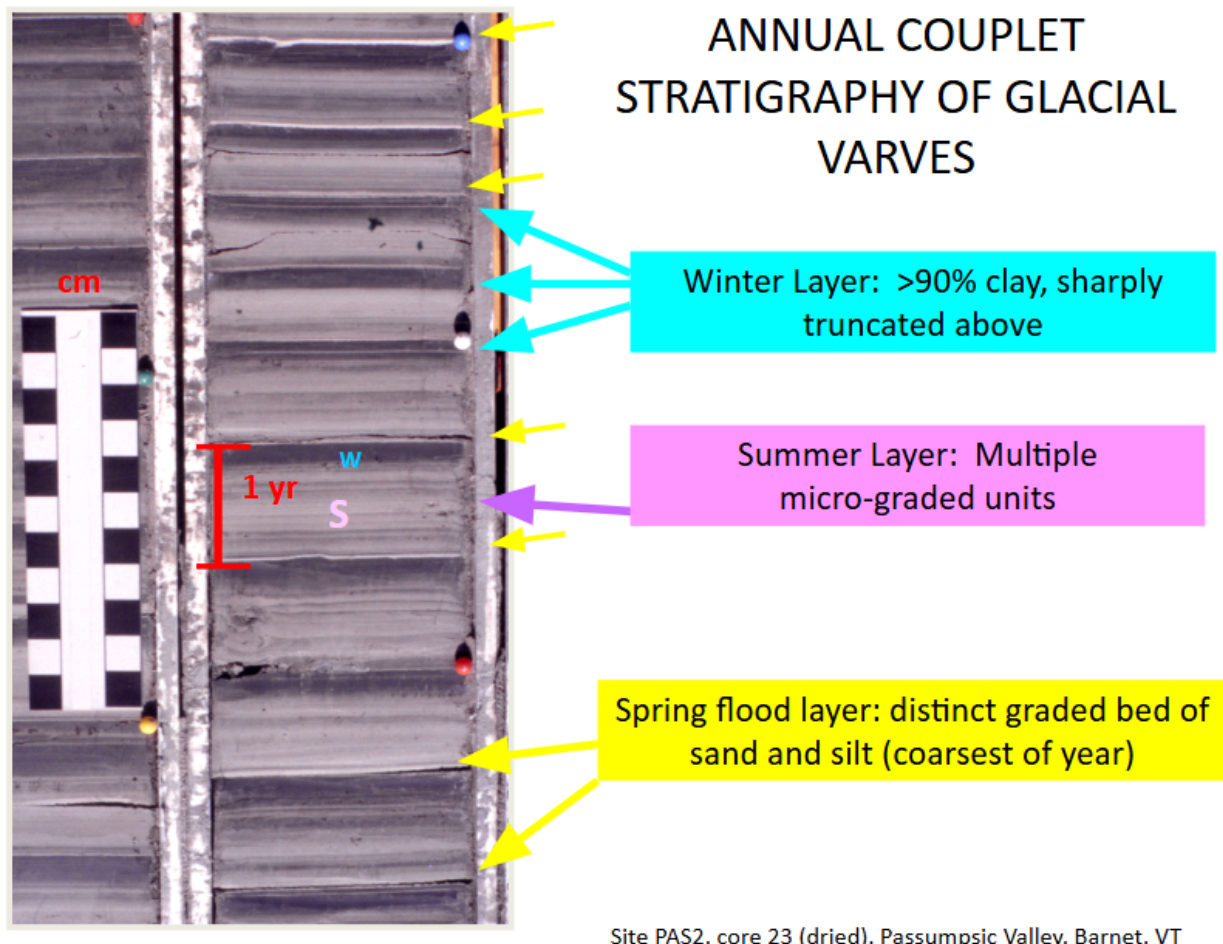 ANNUAL COUPLET
STRATIGRAPHY OF GLACIAL
VARVES
cm
Winter Layer:  >90% clay, sharply
truncated above
w
1 yr
S
Summer Layer:  Multiple
micro-graded units
Spring flood layer: distinct graded bed of
sand and silt (coarsest of year)
Site PAS2, core 23 (dried), Passumpsic Valley, Barnet, VT